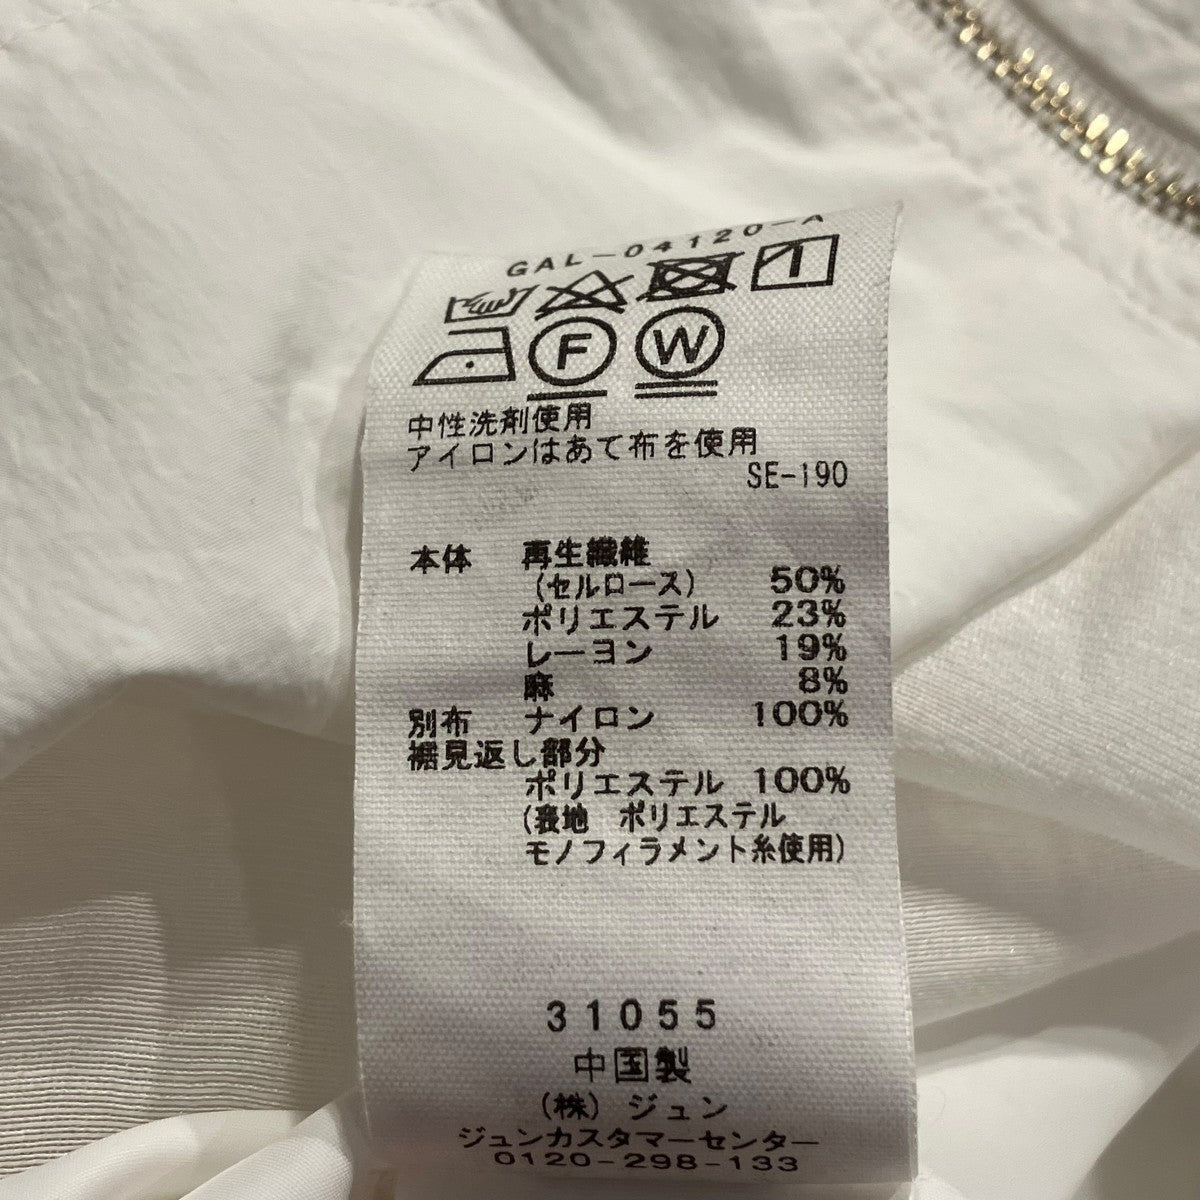 GAL-04120-A
F W
中性洗剤使用
アイロンはあて布を使用
SE-190
本体 再生繊維
(セルロース) 50%
ポリエステル 23%
レーヨン 19%
麻 8%
別布 ナイロン 100%
裾見返し部分
ポリエステル 100%
(表地 ポリエステル
モノフィラメント糸使用)
31055
中国製
(株) ジュン
ジュンカスタマーセンター
0120-298-133